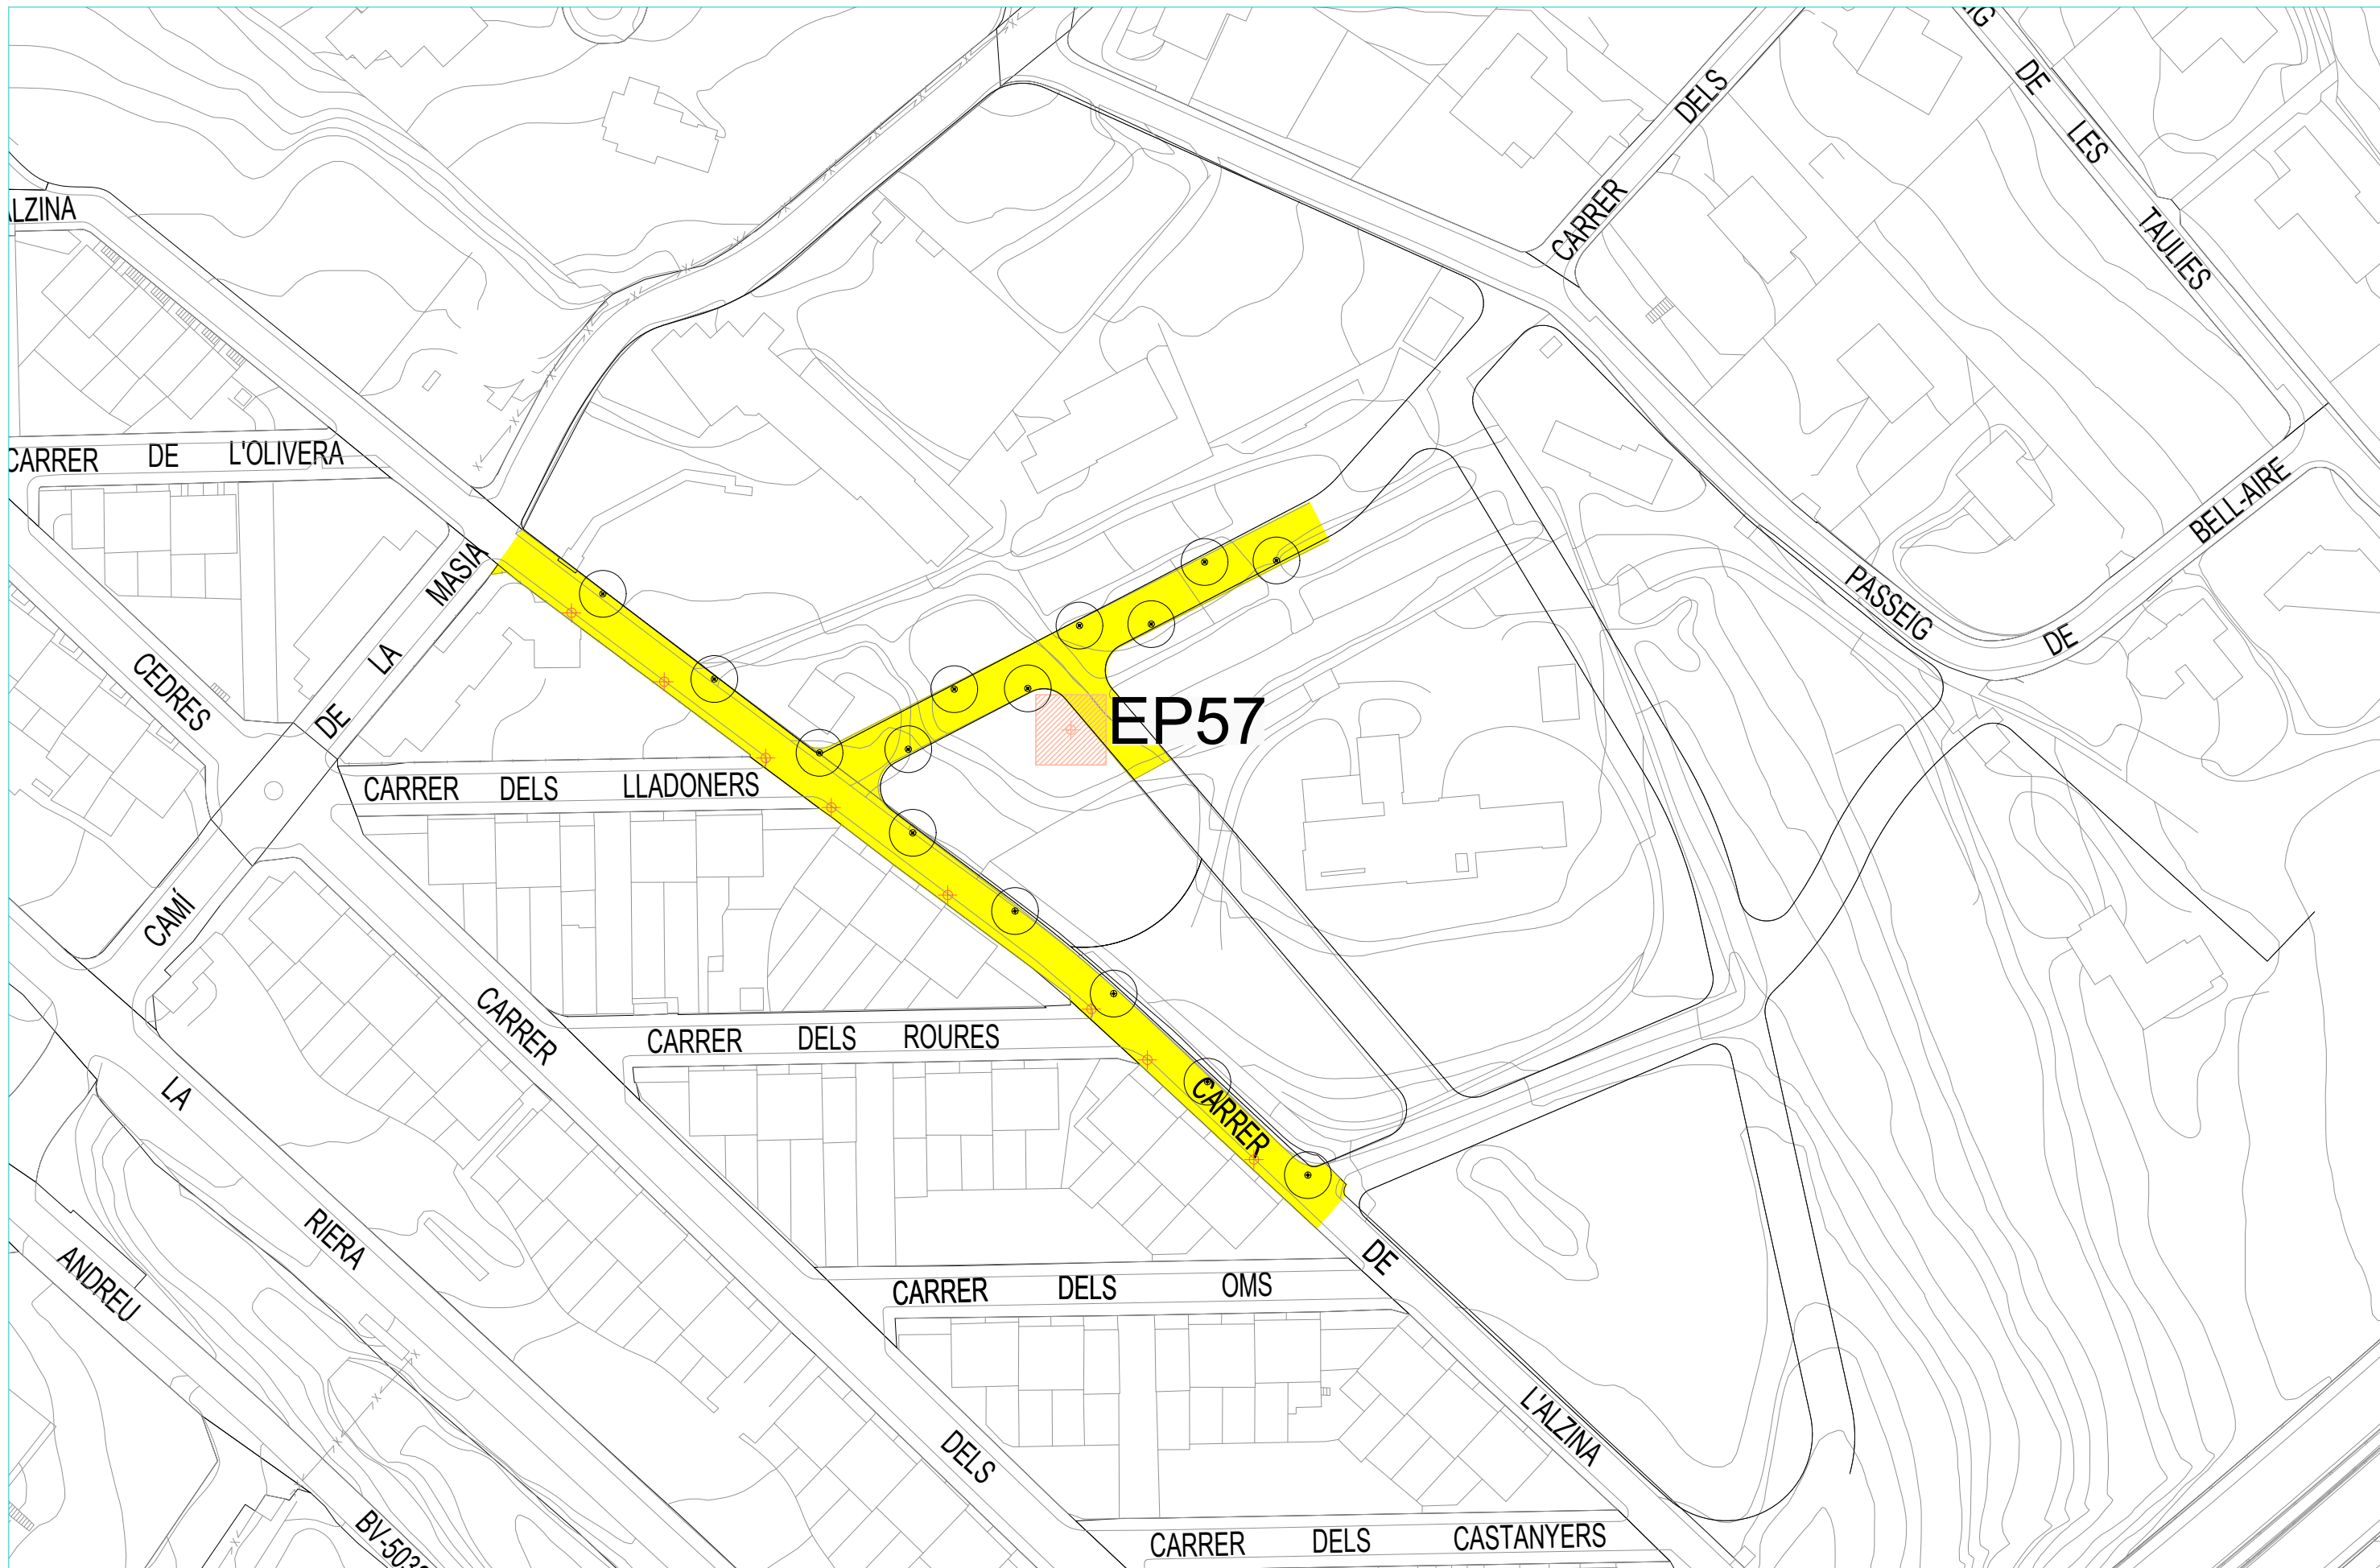 IG DE LES TAULIES
CARRER DELS
LZINA
CARRER DE L'OLIVERA
PASSEIG DE BELL-AIRE
CAMÍ DE LA MASIA
CEDRES
EP57
CARRER DELS LLADONERS
CARRER DELS ROURES
CARRER DELS
LA RIERA
ANDREU
CARRER DE L'ALZINA
CARRER DELS OMS
CARRER DELS CASTANYERS
BV-503